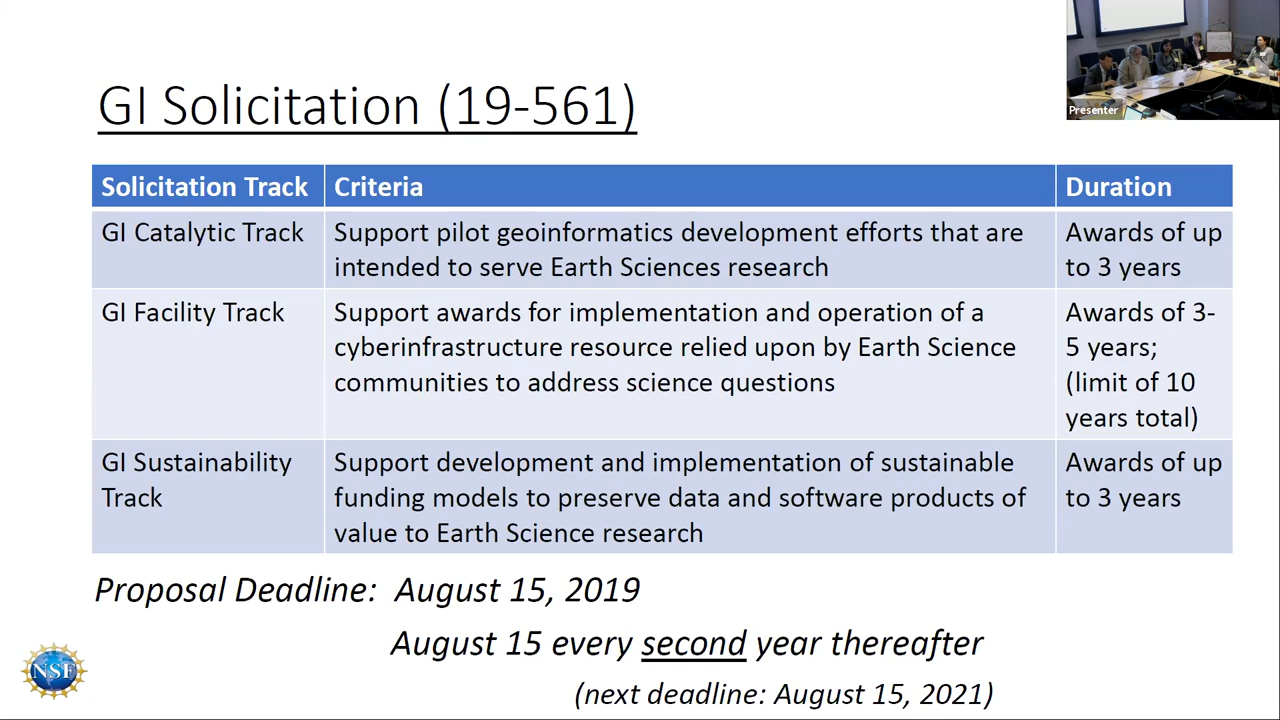 Presenter
GI Solicitation (19-561)
Solicitation Track
Criteria
Duration
GI Catalytic Track
Support pilot geoinformatics development efforts that are
intended to serve Earth Sciences research
Awards of up
to 3 years
GI Facility Track
Support awards for implementation and operation of a
cyberinfrastructure resource relied upon by Earth Science
communities to address science questions
Awards of 3-
5 years;
(limit of 10
years total)
GI Sustainability
Track
Support development and implementation of sustainable
funding models to preserve data and software products of
value to Earth Science research
Awards of up
to 3 years
Proposal Deadline: August 15, 2019
August 15 every second year thereafter
(next deadline: August 15, 2021)
NSF